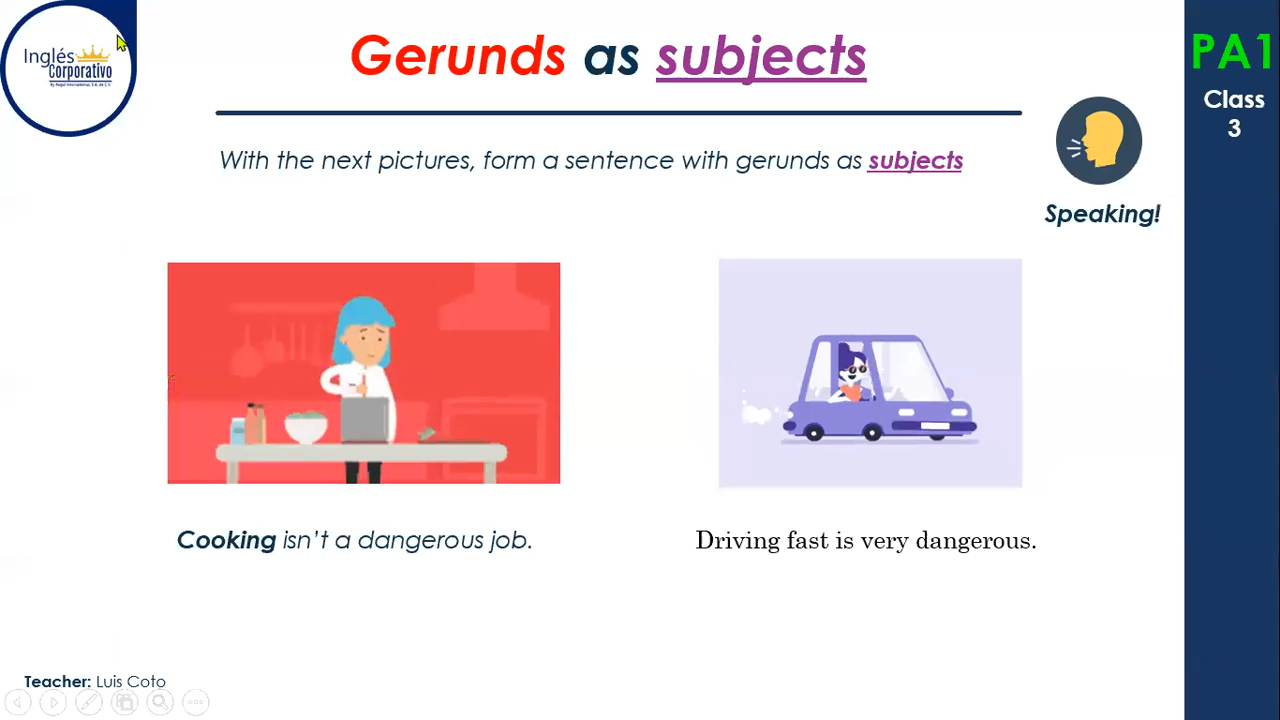 Inglés
Corporativo
Gerunds as subjects
PA1
Class
3
With the next pictures, form a sentence with gerunds as subjects
Speaking!
Cooking isn't a dangerous job.
Driving fast is very dangerous.
Teacher: Luis Coto